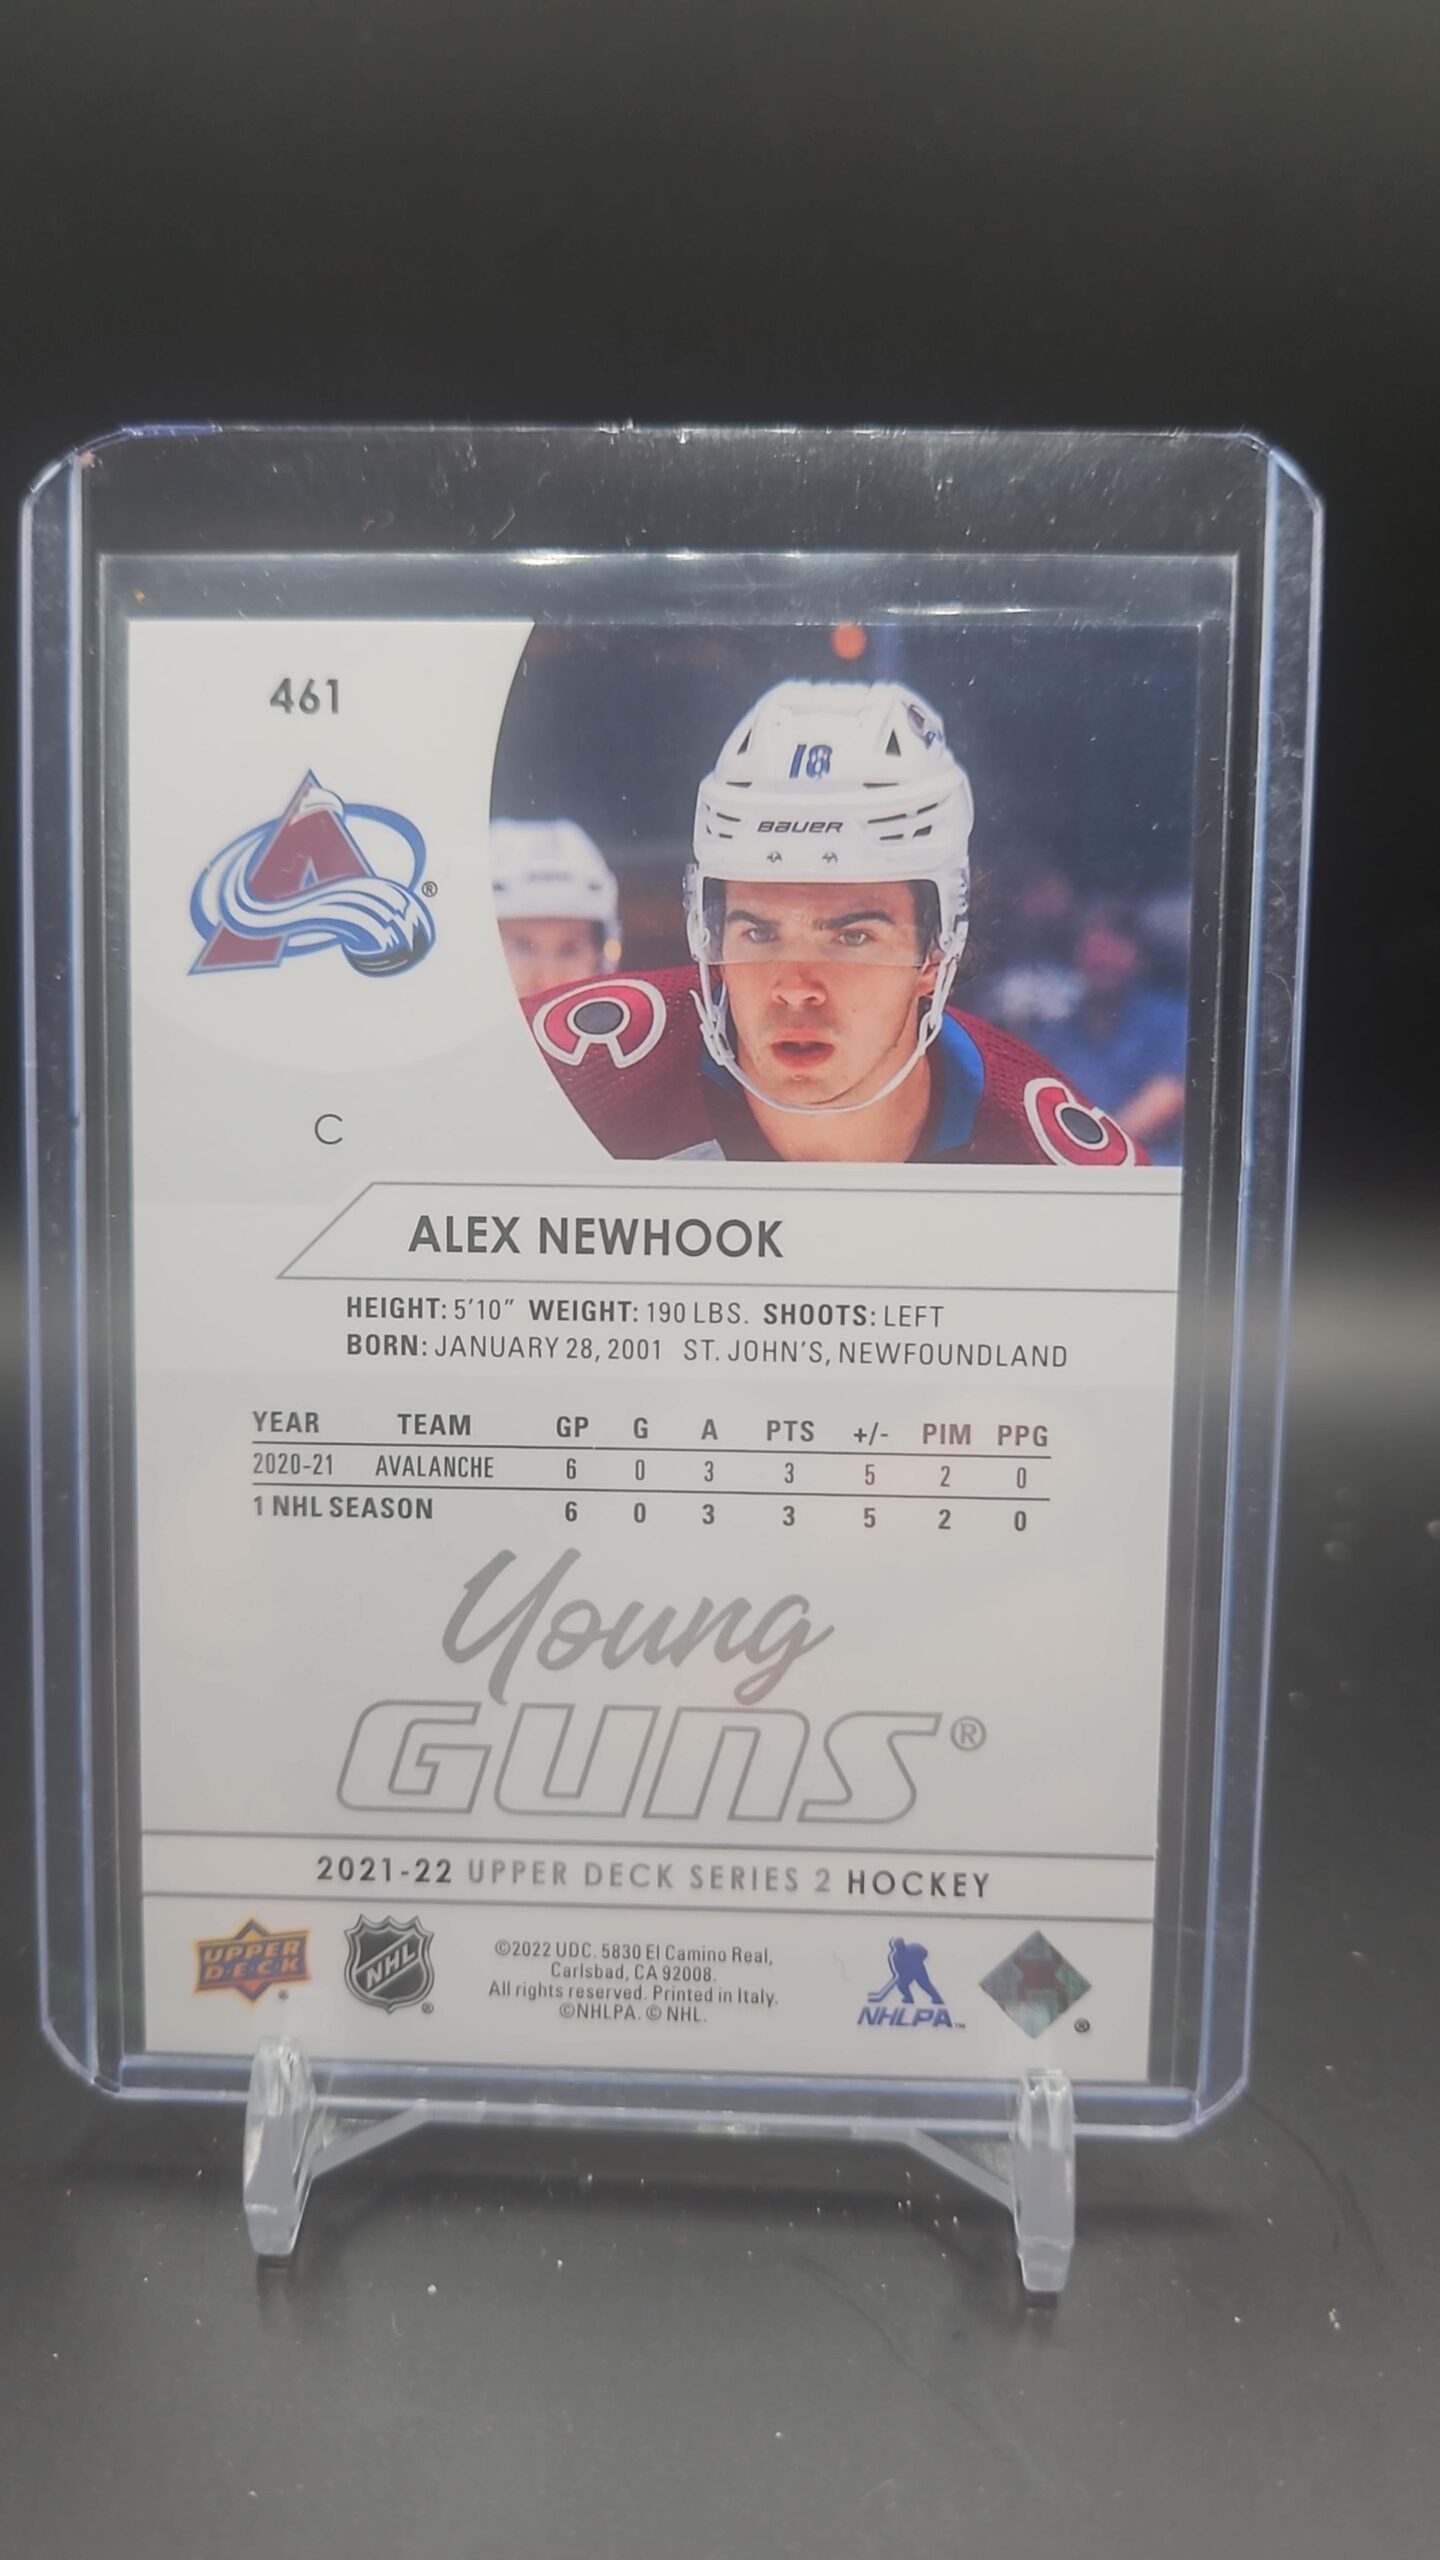 461
18
BAUER
®
C
ALEX NEWHOOK
HEIGHT: 5'10" WEIGHT: 190 LBS. SHOOTS: LEFT
BORN: JANUARY 28, 2001 ST. JOHN'S, NEWFOUNDLAND
YEAR TEAM GP G A PTS +/- PIM PPG
2020-21 AVALANCHE 6 0 3 3 5 2 0
1 NHL SEASON 6 0 3 3 5 2 0
Young
GUNS®
2021-22 UPPER DECK SERIES 2 HOCKEY
UPPER
DECK®
NHL®
©2022 UDC. 5830 El Camino Real,
Carlsbad, CA 92008.
All rights reserved. Printed in Italy.
©NHLPA. © NHL.
NHLPA™
®